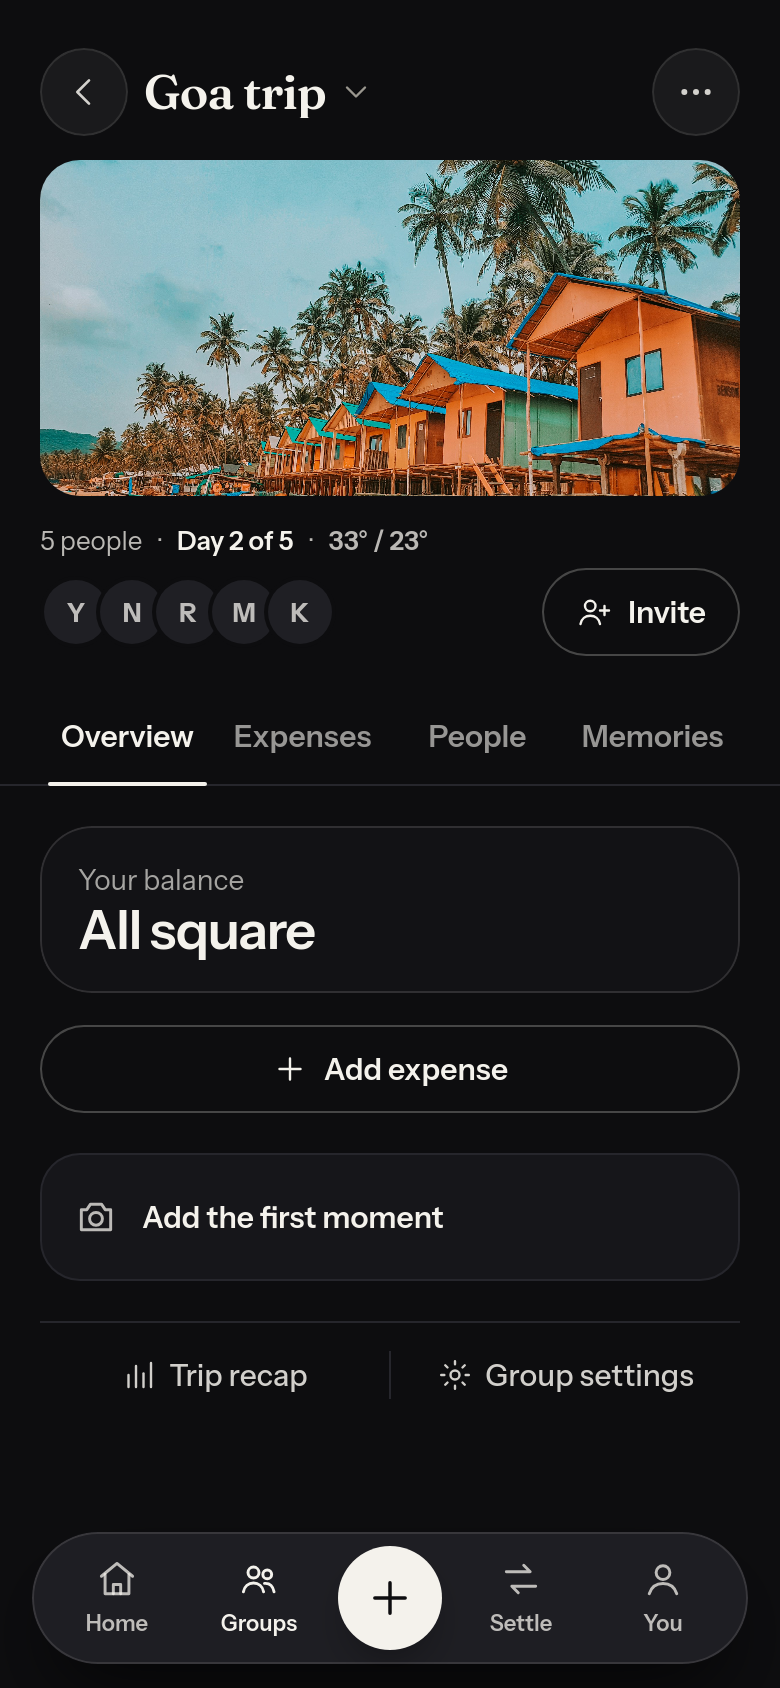 Goa trip
5 people · Day 2 of 5 · 33° / 23°
Y N R M K
Invite
Overview Expenses People Memories
Your balance
All square
Add expense
Add the first moment
Trip recap Group settings
Home Groups Settle You